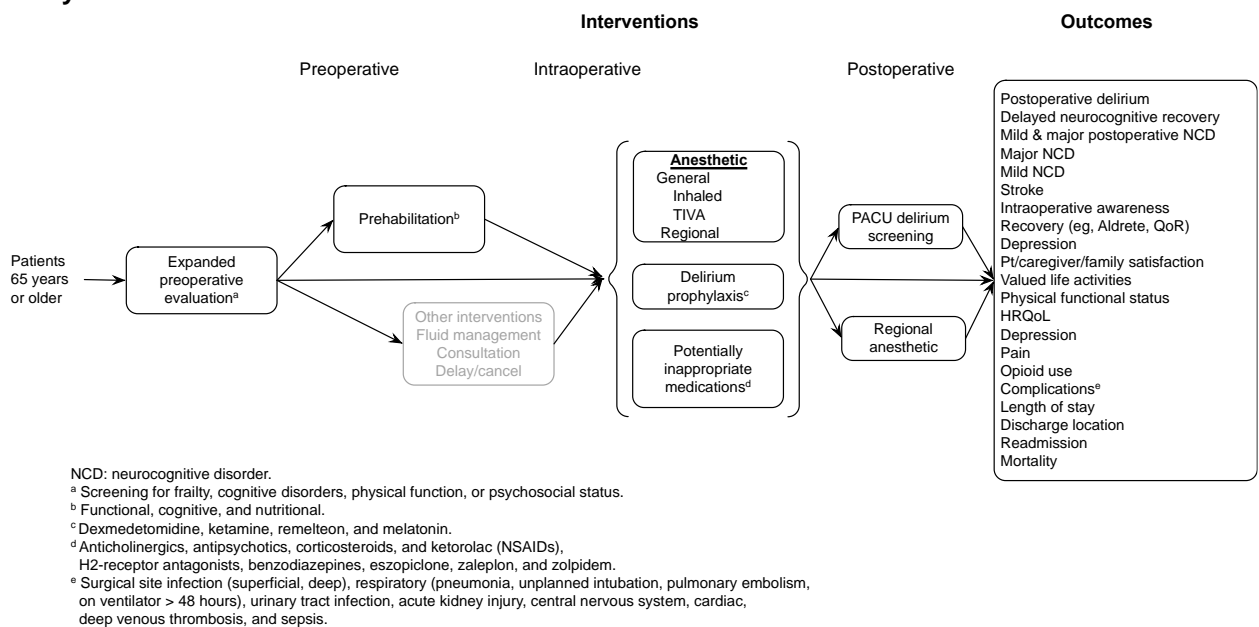 Interventions
Outcomes
Preoperative
Intraoperative
Postoperative
Patients
65 years
or older
Expanded
preoperative
evaluationa
Prehabilitationb
Other interventions
Fluid management
Consultation
Delay/cancel
Anesthetic
General
Inhaled
TIVA
Regional
Delirium
prophylaxisc
Potentially
inappropriate
medicationsd
PACU delirium
screening
Regional
anesthetic
Postoperative delirium
Delayed neurocognitive recovery
Mild & major postoperative NCD
Major NCD
Mild NCD
Stroke
Intraoperative awareness
Recovery (eg, Aldrete, QoR)
Depression
Pt/caregiver/family satisfaction
Valued life activities
Physical functional status
HRQoL
Depression
Pain
Opioid use
Complicationse
Length of stay
Discharge location
Readmission
Mortality
NCD: neurocognitive disorder.
a Screening for frailty, cognitive disorders, physical function, or psychosocial status.
b Functional, cognitive, and nutritional.
c Dexmedetomidine, ketamine, remelteon, and melatonin.
d Anticholinergics, antipsychotics, corticosteroids, and ketorolac (NSAIDs),
H2-receptor antagonists, benzodiazepines, eszopiclone, zaleplon, and zolpidem.
e Surgical site infection (superficial, deep), respiratory (pneumonia, unplanned intubation, pulmonary embolism,
on ventilator > 48 hours), urinary tract infection, acute kidney injury, central nervous system, cardiac,
deep venous thrombosis, and sepsis.